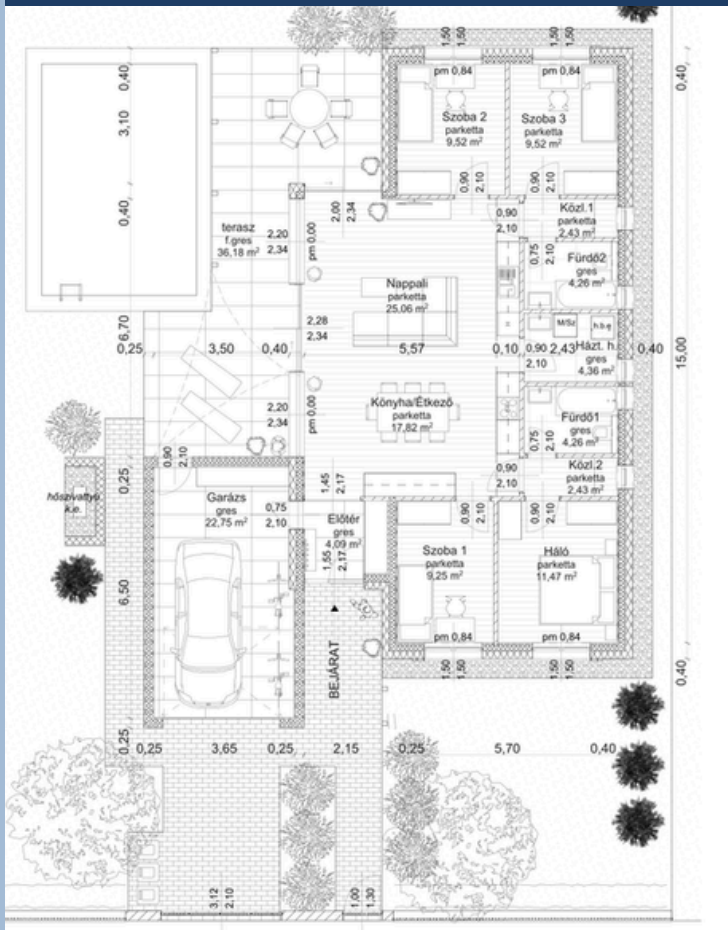 1,50 1,50
1,50 1,50
pm 0,84
pm 0,84
0,40
3,10
0,40
0,40
Szoba 2
parketta
9,52 m²
Szoba 3
parketta
9,52 m²
0,90
2,10
0,90
2,10
terasz
f.gres
36,18 m²
2,20
2,34
pm 0,00
2,00
2,34
0,90
2,10
Közl.1
parketta
2,43 m²
0,75
2,10
Fürdő2
gres
4,26 m²
Nappali
parketta
25,06 m²
2,28
2,34
M/Sz
h.b.e
6,70
0,25
3,50
0,40
5,57
0,10
0,90
2,10
2,43
Házt. h.
gres
4,36 m²
0,40
15,00
2,20
2,34
pm 0,00
Konyha/Étkező
parketta
17,82 m²
0,75
2,10
Fürdő1
gres
4,26 m²
0,90
2,10
0,90
2,10
Közl.2
parketta
2,43 m²
hőszivattyú
k.e.
0,25
Garázs
gres
22,75 m²
0,75
2,10
1,45
2,17
Előtér
gres
4,09 m²
1,55
2,17
0,90
2,10
0,90
2,10
Szoba 1
parketta
9,25 m²
Háló
parketta
11,47 m²
6,50
BEJÁRAT
pm 0,84
pm 0,84
1,50 1,50
1,50 1,50
0,40
0,25
0,25
3,65
0,25
2,15
0,25
5,70
0,40
3,12
2,10
1,00
1,30